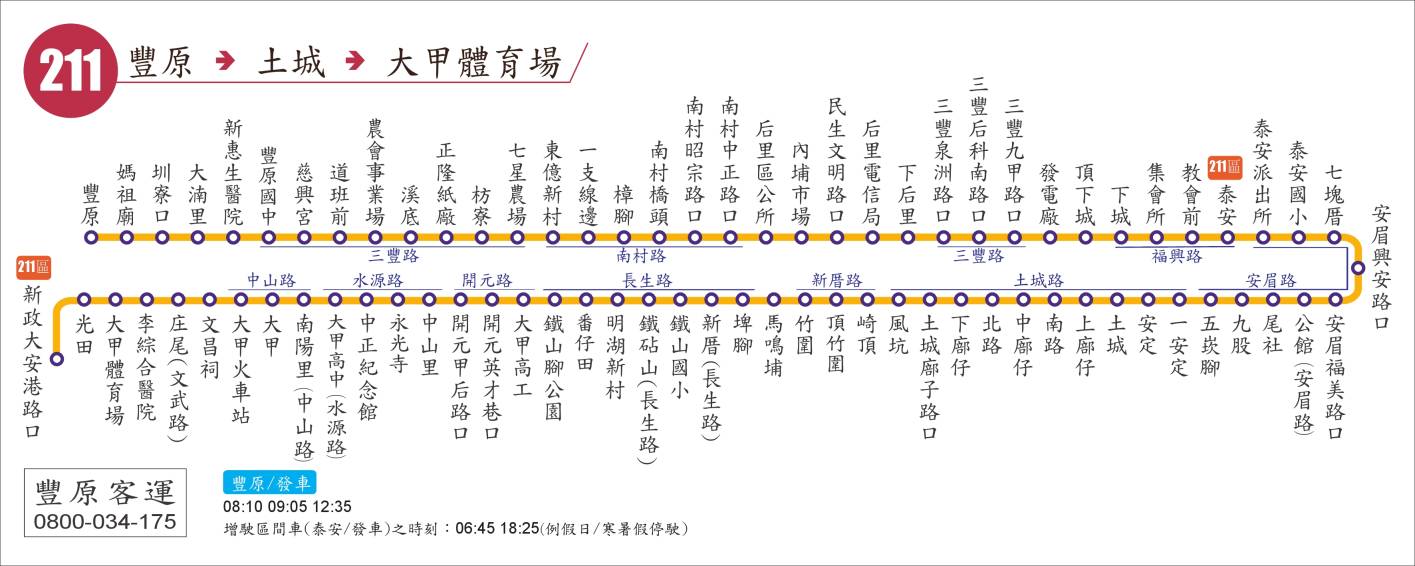 211
豐原 → 土城 → 大甲體育場
豐原
媽祖廟
圳寮口
大湳里
新惠生醫院
豐原國中
慈興宮
道班前
農會事業場
溪底
正隆紙廠
枋寮
七星農場
東億新村
一支線邊
樟腳
南村橋頭
南村昭宗路口
南村中正路口
后里區公所
內埔市場
民生文明路口
后里電信局
下后里
三豐泉洲路口
三豐后科南路口
三豐九甲路口
發電廠
頂下城
下城
集會所
教會前
211區
泰安
泰安派出所
泰安國小
七塊厝
安眉興安路口
三豐路
南村路
三豐路
福興路
中山路
水源路
開元路
長生路
新厝路
土城路
安眉路
211區
新政大安港路口
光田
大甲體育場
李綜合醫院
庄尾(文武路)
文昌祠
大甲火車站
大甲
南陽里(中山路)
大甲高中(水源路)
中正紀念館
永光寺
中山里
開元甲后路口
開元英才巷口
大甲高工
鐵山腳公園
番仔田
明湖新村
鐵砧山(長生路)
鐵山國小
新厝(長生路)
埤腳
馬鳴埔
竹圍
頂竹圍
崎頂
風坑
土城廍子路口
下廍仔
北路
中廍仔
南路
上廍仔
土城
安定
一安定
五崁腳
九股
尾社
公館(安眉路)
安眉福美路口
豐原客運
0800-034-175
豐原/發車
08:10 09:05 12:35
增駛區間車(泰安/發車)之時刻：06:45 18:25(例假日/寒暑假停駛)